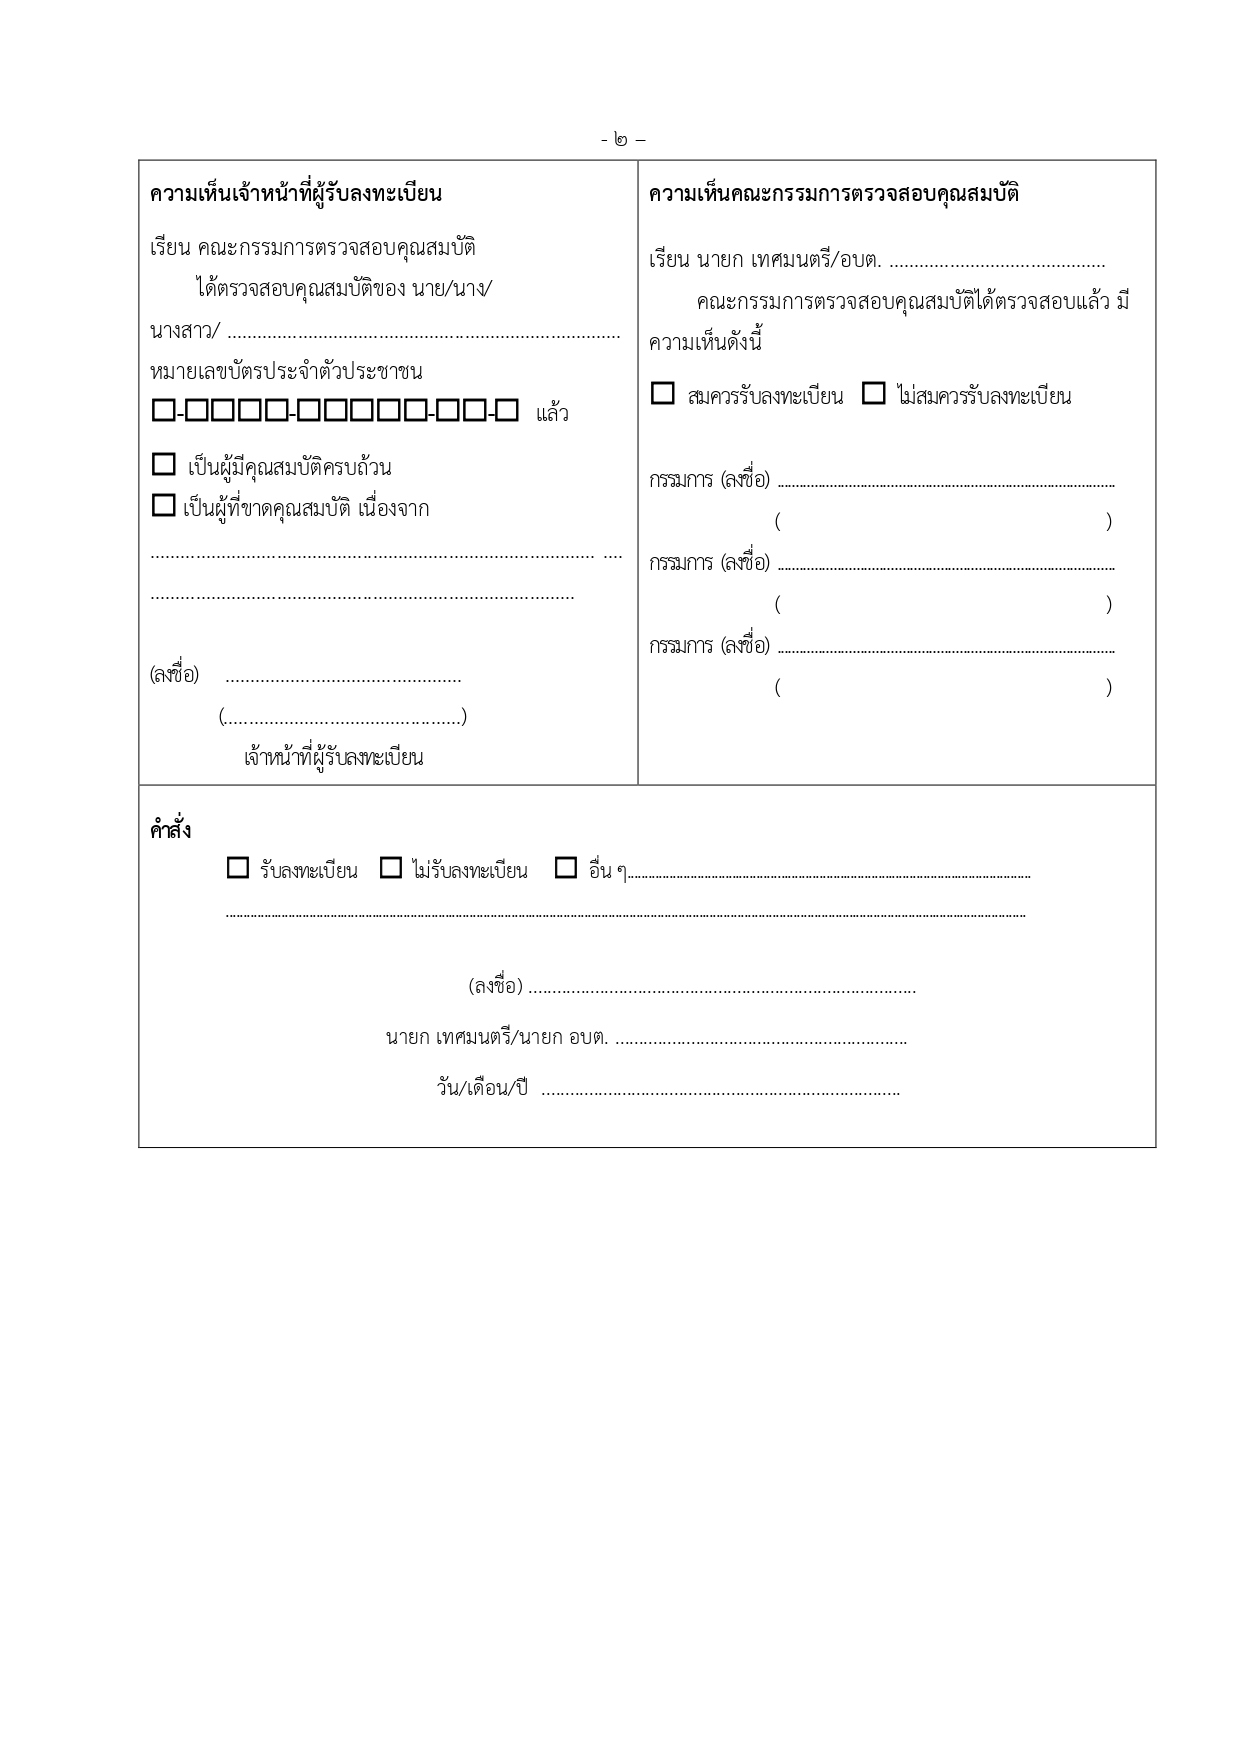 - ๒ –
ความเห็นเจ้าหน้าที่ผู้รับลงทะเบียน
เรียน คณะกรรมการตรวจสอบคุณสมบัติ
ได้ตรวจสอบคุณสมบัติของ นาย/นาง/
นางสาว/ ..............................................................................
หมายเลขบัตรประจำตัวประชาชน
☐-☐☐☐☐-☐☐☐☐☐-☐☐-☐ แล้ว
☐ เป็นผู้มีคุณสมบัติครบถ้วน
☐ เป็นผู้ที่ขาดคุณสมบัติ เนื่องจาก
........................................................................................ ....
....................................................................................
(ลงชื่อ) ...............................................
(...............................................)
เจ้าหน้าที่ผู้รับลงทะเบียน
ความเห็นคณะกรรมการตรวจสอบคุณสมบัติ
เรียน นายก เทศมนตรี/อบต. ...........................................
คณะกรรมการตรวจสอบคุณสมบัติได้ตรวจสอบแล้ว มี
ความเห็นดังนี้
☐ สมควรรับลงทะเบียน ☐ ไม่สมควรรับลงทะเบียน
กรรมการ (ลงชื่อ) ............................................................................................
( )
กรรมการ (ลงชื่อ) ............................................................................................
( )
กรรมการ (ลงชื่อ) ............................................................................................
( )
คำสั่ง
☐ รับลงทะเบียน ☐ ไม่รับลงทะเบียน ☐ อื่น ๆ..............................................................................................................
..........................................................................................................................................................................
(ลงชื่อ) .................................................................................
นายก เทศมนตรี/นายก อบต. .............................................................
วัน/เดือน/ปี ...........................................................................